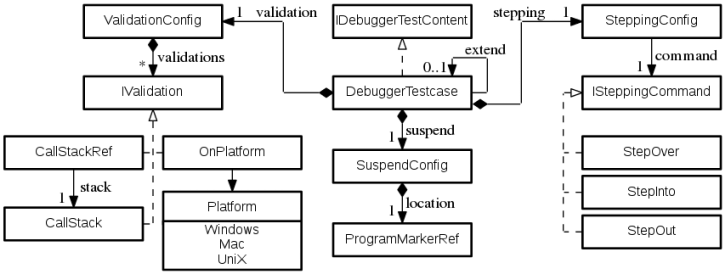 ValidationConfig
1
validation
IDebuggerTestContent
stepping
1
SteppingConfig
*
validations
extend
0..1
1
command
IValidation
DebuggerTestcase
ISteppingCommand
1
suspend
CallStackRef
OnPlatform
SuspendConfig
StepOver
1
stack
Platform
1
location
StepInto
CallStack
Windows
Mac
UniX
ProgramMarkerRef
StepOut